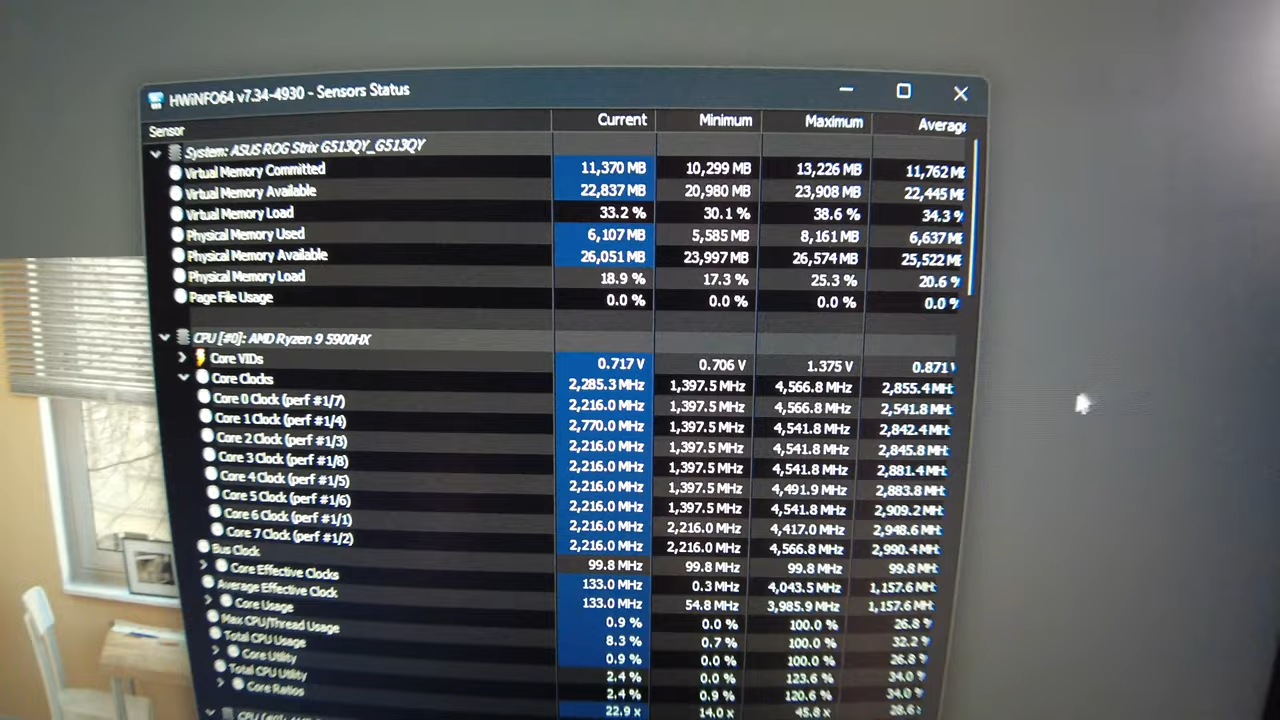 HWiNFO64 v7.34-4930 - Sensors Status
Sensor Current Minimum Maximum Average
System: ASUS ROG Strix G513QY_G513QY
Virtual Memory Committed 11,370 MB 10,299 MB 13,226 MB 11,762 MB
Virtual Memory Available 22,837 MB 20,980 MB 23,908 MB 22,445 MB
Virtual Memory Load 33.2 % 30.1 % 38.6 % 34.3 %
Physical Memory Used 6,107 MB 5,585 MB 8,161 MB 6,637 MB
Physical Memory Available 26,051 MB 23,997 MB 26,574 MB 25,522 MB
Physical Memory Load 18.9 % 17.3 % 25.3 % 20.6 %
Page File Usage 0.0 % 0.0 % 0.0 % 0.0 %
CPU [#0]: AMD Ryzen 9 5900HX
Core VIDs 0.717 V 0.706 V 1.375 V 0.871 V
Core Clocks 2,285.3 MHz 1,397.5 MHz 4,566.8 MHz 2,855.4 MHz
Core 0 Clock (perf #1/7) 2,216.0 MHz 1,397.5 MHz 4,566.8 MHz 2,541.8 MHz
Core 1 Clock (perf #1/4) 2,770.0 MHz 1,397.5 MHz 4,541.8 MHz 2,842.4 MHz
Core 2 Clock (perf #1/3) 2,216.0 MHz 1,397.5 MHz 4,541.8 MHz 2,845.8 MHz
Core 3 Clock (perf #1/8) 2,216.0 MHz 1,397.5 MHz 4,541.8 MHz 2,881.4 MHz
Core 4 Clock (perf #1/5) 2,216.0 MHz 1,397.5 MHz 4,491.9 MHz 2,883.8 MHz
Core 5 Clock (perf #1/6) 2,216.0 MHz 1,397.5 MHz 4,541.8 MHz 2,909.2 MHz
Core 6 Clock (perf #1/1) 2,216.0 MHz 2,216.0 MHz 4,417.0 MHz 2,948.6 MHz
Core 7 Clock (perf #1/2) 2,216.0 MHz 2,216.0 MHz 4,566.8 MHz 2,990.4 MHz
Bus Clock 99.8 MHz 99.8 MHz 99.8 MHz 99.8 MHz
Core Effective Clocks 133.0 MHz 0.3 MHz 4,043.5 MHz 1,157.6 MHz
Average Effective Clock 133.0 MHz 54.8 MHz 3,985.9 MHz 1,157.6 MHz
Core Usage 0.9 % 0.0 % 100.0 % 26.8 %
Max CPU/Thread Usage 8.3 % 0.7 % 100.0 % 32.2 %
Total CPU Usage 0.9 % 0.0 % 100.0 % 26.8 %
Core Utility 2.4 % 0.0 % 123.6 % 34.0 %
Total CPU Utility 2.4 % 0.9 % 120.6 % 34.0 %
Core Ratios 22.9 x 14.0 x 45.8 x 28.6